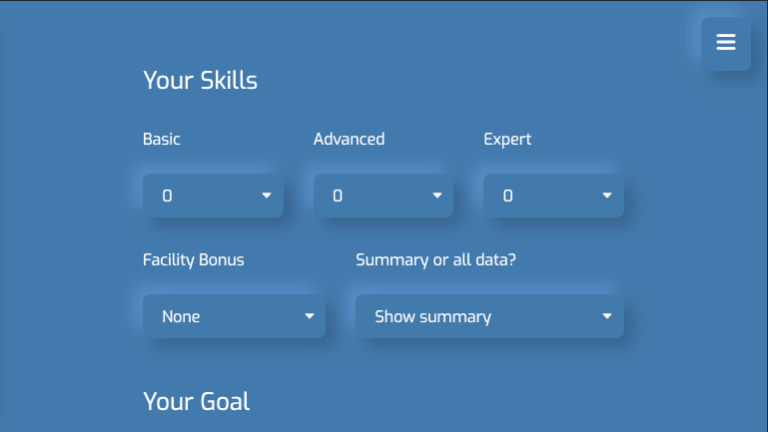 Your Skills
Basic Advanced Expert
0 0 0
Facility Bonus Summary or all data?
None Show summary
Your Goal